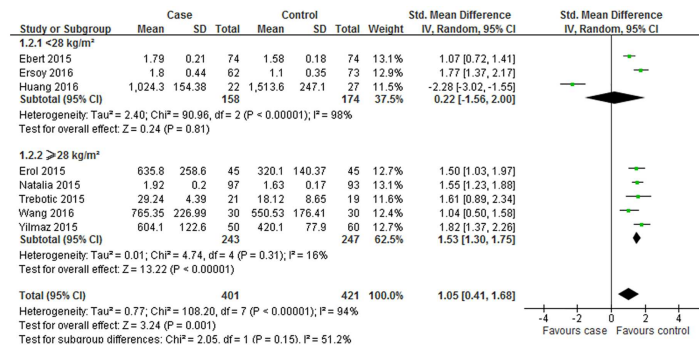 Case Control Std. Mean Difference Std. Mean Difference
Study or Subgroup Mean SD Total Mean SD Total Weight IV, Random, 95% CI IV, Random, 95% CI
1.2.1 <28 kg/m²
Ebert 2015 1.79 0.21 74 1.58 0.18 74 13.1% 1.07 [0.72, 1.41]
Ersoy 2016 1.8 0.44 62 1.1 0.35 73 12.9% 1.77 [1.37, 2.17]
Huang 2016 1,024.3 154.38 22 1,513.6 247.1 27 11.5% -2.28 [-3.02, -1.55]
Subtotal (95% CI) 158 174 37.5% 0.22 [-1.56, 2.00]
Heterogeneity: Tau² = 2.40; Chi² = 90.96, df = 2 (P < 0.00001); I² = 98%
Test for overall effect: Z = 0.24 (P = 0.81)
1.2.2 ⩾28 kg/m²
Erol 2015 635.8 258.6 45 320.1 140.37 45 12.7% 1.50 [1.03, 1.97]
Natalia 2015 1.92 0.2 97 1.63 0.17 93 13.2% 1.55 [1.23, 1.88]
Trebotic 2015 29.24 4.39 21 18.12 8.65 19 11.6% 1.61 [0.89, 2.34]
Wang 2016 765.35 226.99 30 550.53 176.41 30 12.4% 1.04 [0.50, 1.58]
Yilmaz 2015 604.1 122.6 50 420.1 77.9 60 12.7% 1.82 [1.37, 2.26]
Subtotal (95% CI) 243 247 62.5% 1.53 [1.30, 1.75]
Heterogeneity: Tau² = 0.01; Chi² = 4.74, df = 4 (P = 0.31); I² = 16%
Test for overall effect: Z = 13.22 (P < 0.00001)
Total (95% CI) 401 421 100.0% 1.05 [0.41, 1.68]
Heterogeneity: Tau² = 0.77; Chi² = 108.20, df = 7 (P < 0.00001); I² = 94%
Test for overall effect: Z = 3.24 (P = 0.001)
Test for subgroup differences: Chi² = 2.05, df = 1 (P = 0.15), I² = 51.2%
-4 -2 0 2 4
Favours case Favours control